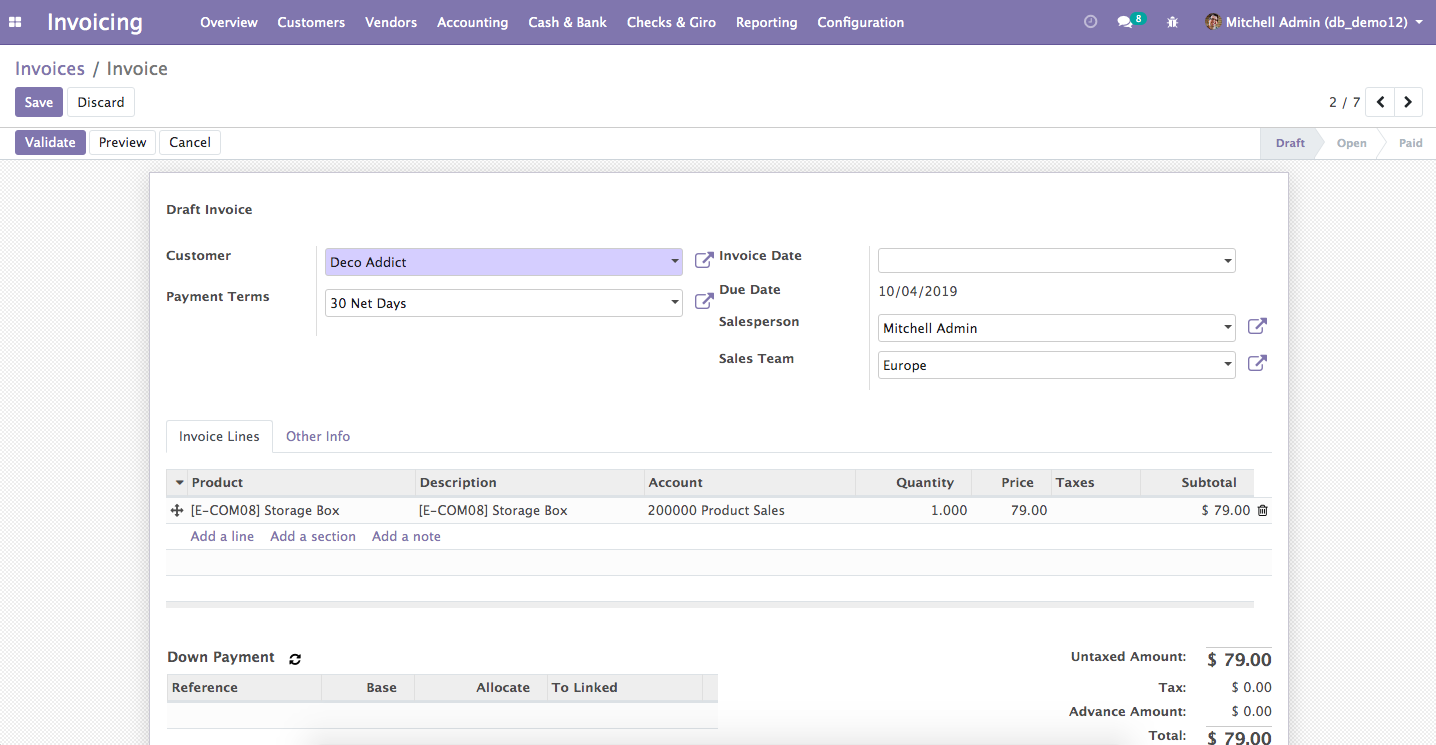 Invoicing Overview Customers Vendors Accounting Cash & Bank Checks & Giro Reporting Configuration 8 Mitchell Admin (db_demo12)
Invoices / Invoice
Save Discard 2 / 7
Validate Preview Cancel Draft Open Paid
Draft Invoice
Customer Deco Addict Invoice Date
Payment Terms 30 Net Days Due Date 10/04/2019
Salesperson Mitchell Admin
Sales Team Europe
Invoice Lines Other Info
Product Description Account Quantity Price Taxes Subtotal
[E-COM08] Storage Box [E-COM08] Storage Box 200000 Product Sales 1.000 79.00 $ 79.00
Add a line Add a section Add a note
Down Payment Untaxed Amount: $ 79.00
Reference Base Allocate To Linked Tax: $ 0.00
Advance Amount: $ 0.00
Total: $ 79.00